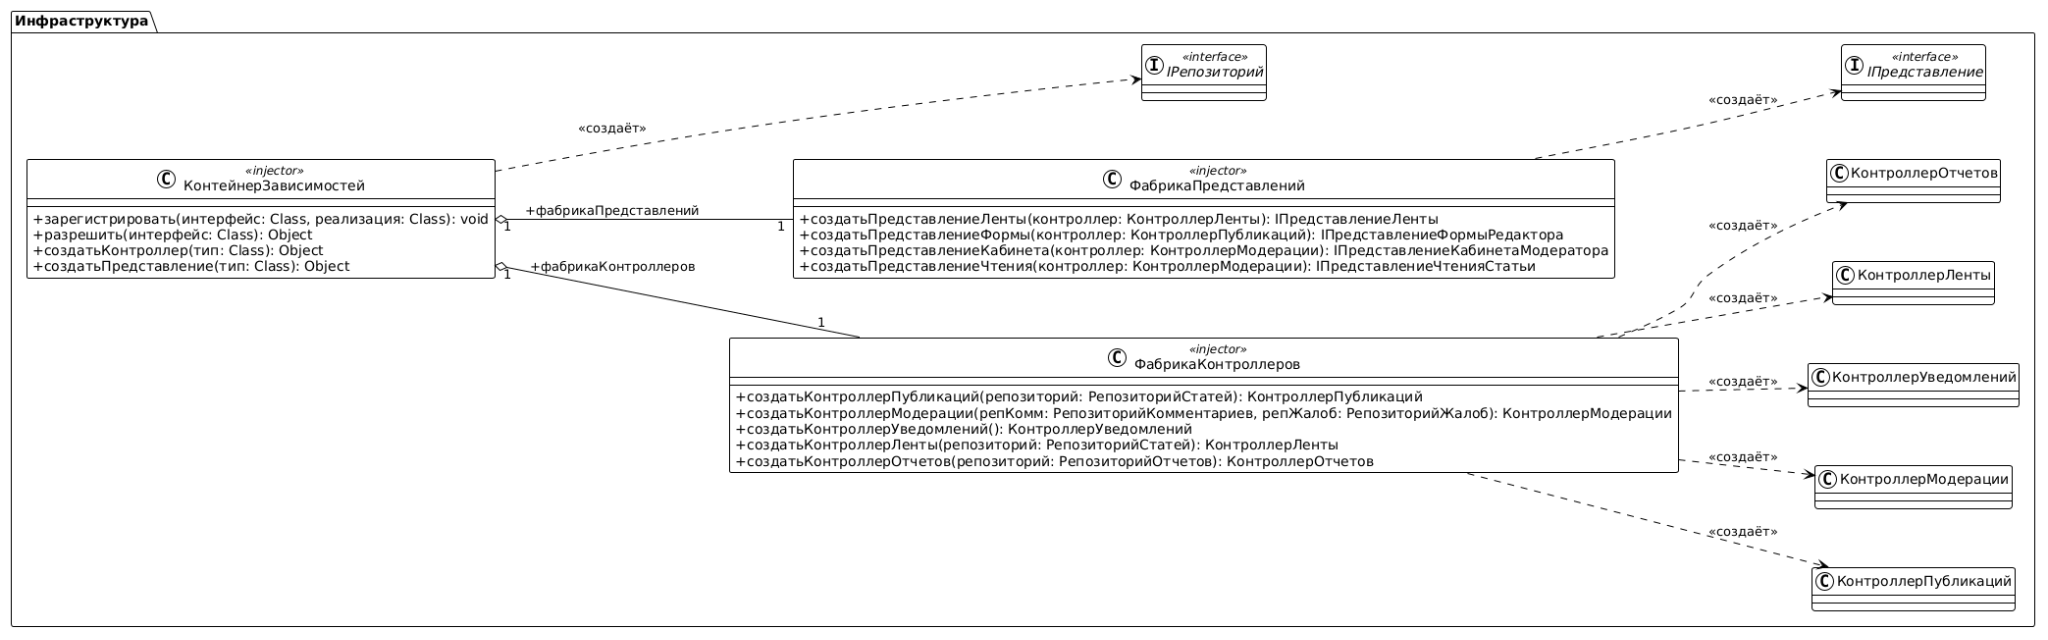 Инфраструктура
«interface»
I IРепозиторий
«interface»
I IПредставление
«создаёт»
«создаёт»
«injector»
C КонтейнерЗависимостей
+зарегистрировать(интерфейс: Class, реализация: Class): void
+разрешить(интерфейс: Class): Object
+создатьКонтроллер(тип: Class): Object
+создатьПредставление(тип: Class): Object
+фабрикаПредставлений
1
1
+фабрикаКонтроллеров
1
1
«injector»
C ФабрикаПредставлений
+создатьПредставлениеЛенты(контроллер: КонтроллерЛенты): IПредставлениеЛенты
+создатьПредставлениеФормы(контроллер: КонтроллерПубликаций): IПредставлениеФормыРедактора
+создатьПредставлениеКабинета(контроллер: КонтроллерМодерации): IПредставлениеКабинетаМодератора
+создатьПредставлениеЧтения(контроллер: КонтроллерМодерации): IПредставлениеЧтенияСтатьи
C КонтроллерОтчетов
«создаёт»
C КонтроллерЛенты
«создаёт»
«injector»
C ФабрикаКонтроллеров
+создатьКонтроллерПубликаций(репозиторий: РепозиторийСтатей): КонтроллерПубликаций
+создатьКонтроллерМодерации(репКомм: РепозиторийКомментариев, репЖалоб: РепозиторийЖалоб): КонтроллерМодерации
+создатьКонтроллерУведомлений(): КонтроллерУведомлений
+создатьКонтроллерЛенты(репозиторий: РепозиторийСтатей): КонтроллерЛенты
+создатьКонтроллерОтчетов(репозиторий: РепозиторийОтчетов): КонтроллерОтчетов
«создаёт»
C КонтроллерУведомлений
«создаёт»
C КонтроллерМодерации
«создаёт»
C КонтроллерПубликаций